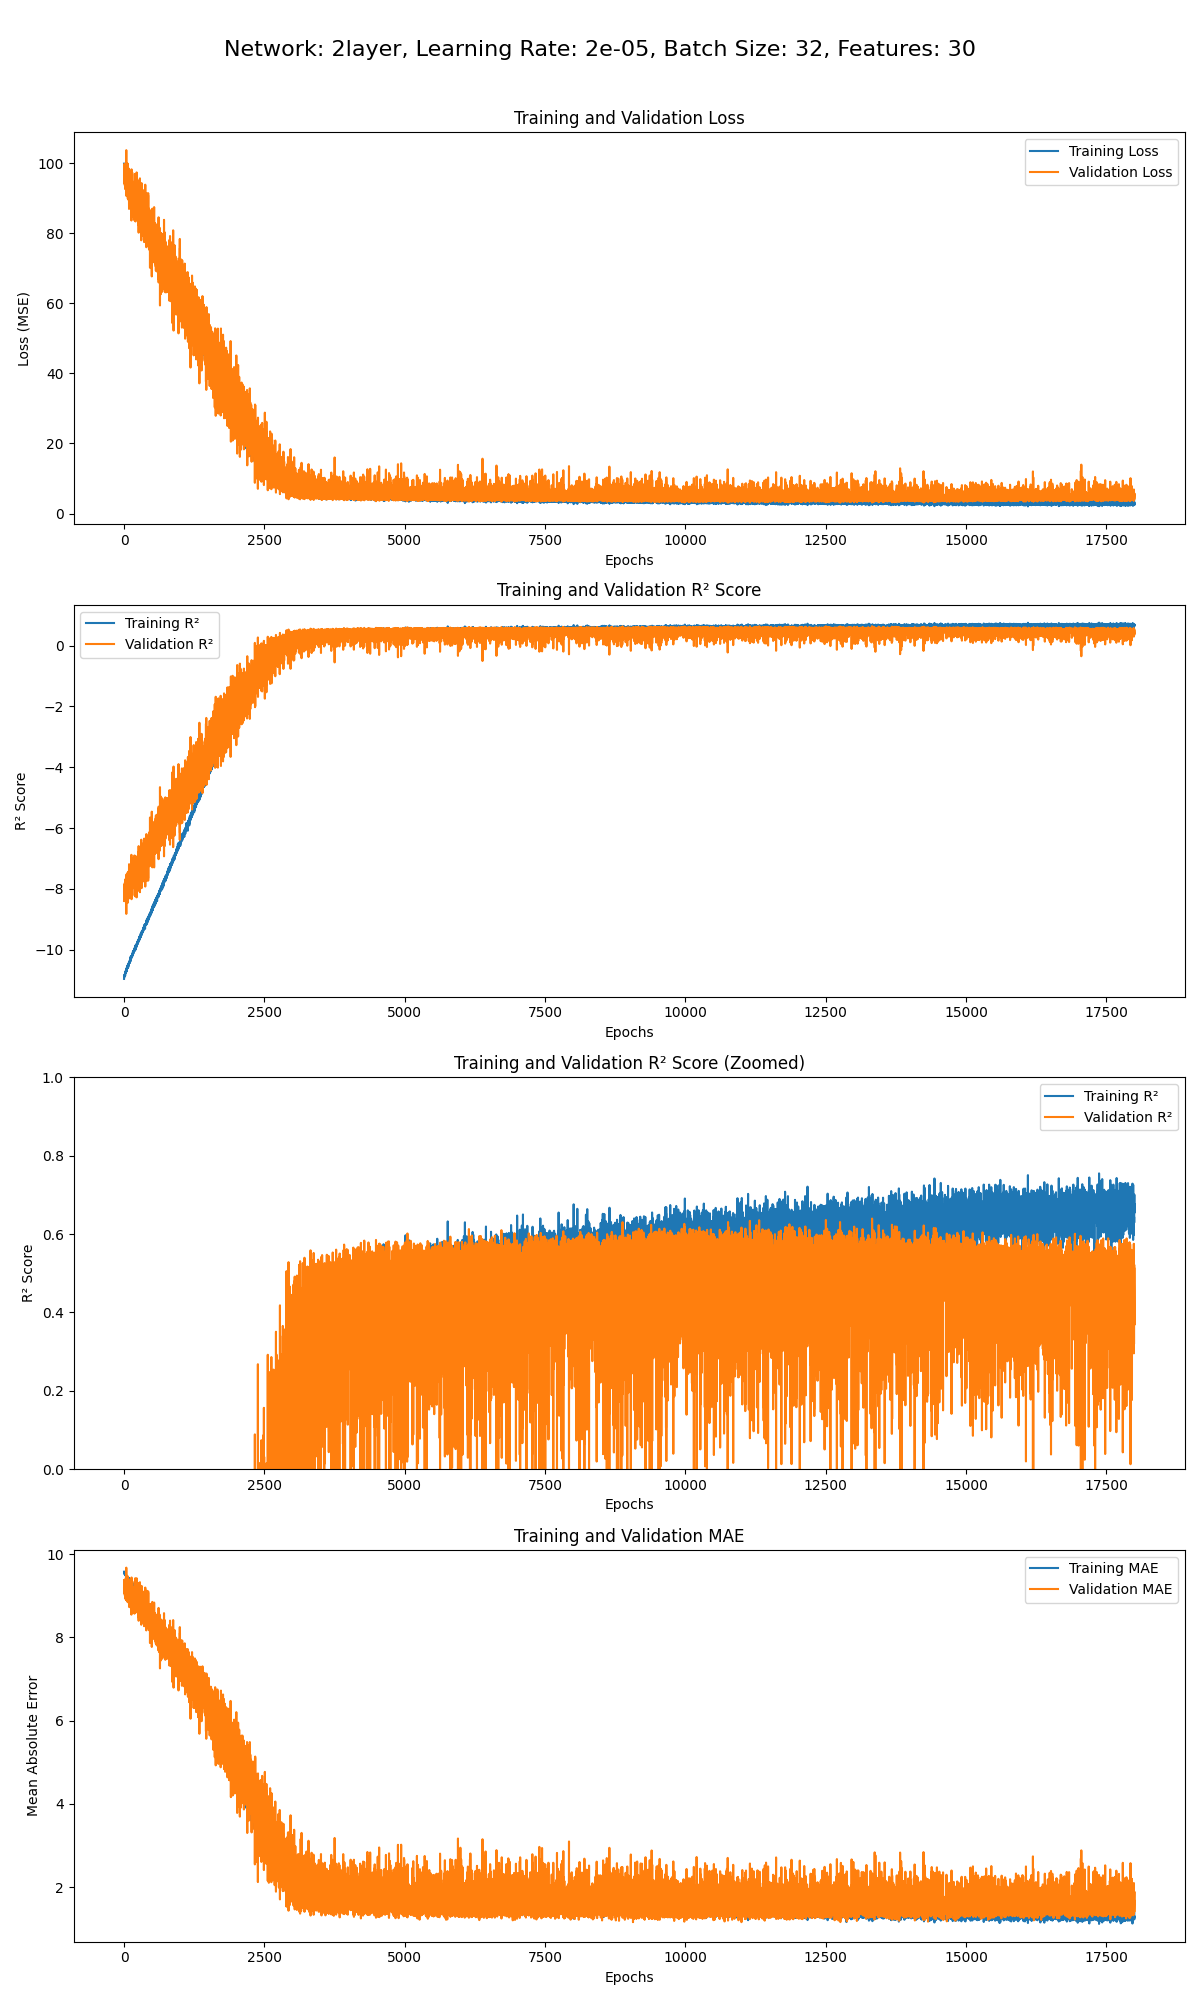 Network: 2layer, Learning Rate: 2e-05, Batch Size: 32, Features: 30
Training and Validation Loss
Loss (MSE)
100
80
60
40
20
0
Training Loss
Validation Loss
0 2500 5000 7500 10000 12500 15000 17500
Epochs
Training and Validation R² Score
R² Score
0
−2
−4
−6
−8
−10
Training R²
Validation R²
0 2500 5000 7500 10000 12500 15000 17500
Epochs
Training and Validation R² Score (Zoomed)
R² Score
1.0
0.8
0.6
0.4
0.2
0.0
Training R²
Validation R²
0 2500 5000 7500 10000 12500 15000 17500
Epochs
Training and Validation MAE
Mean Absolute Error
10
8
6
4
2
Training MAE
Validation MAE
0 2500 5000 7500 10000 12500 15000 17500
Epochs